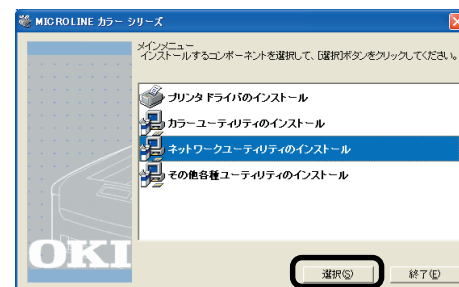 MICROLINE カラー シリーズ
メインメニュー
インストールするコンポーネントを選択して、[選択]ボタンをクリックしてください。
プリンタドライバのインストール
カラーユーティリティのインストール
ネットワークユーティリティのインストール
その他各種ユーティリティのインストール
OKI
選択(S) 終了(E)